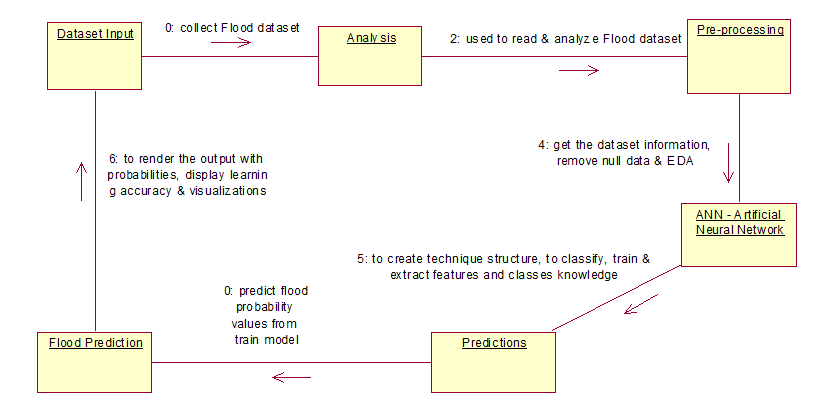 0: collect Flood dataset
Dataset Input
Analysis
2: used to read & analyze Flood dataset
Pre-processing
4: get the dataset information,
remove null data & EDA
6: to render the output with
probabilities, display learnin
g accuracy & visualizations
ANN - Artificial
Neural Network
5: to create technique structure, to classify, train &
extract features and classes knowledge
0: predict flood
probability
values from
train model
Flood Prediction
Predictions